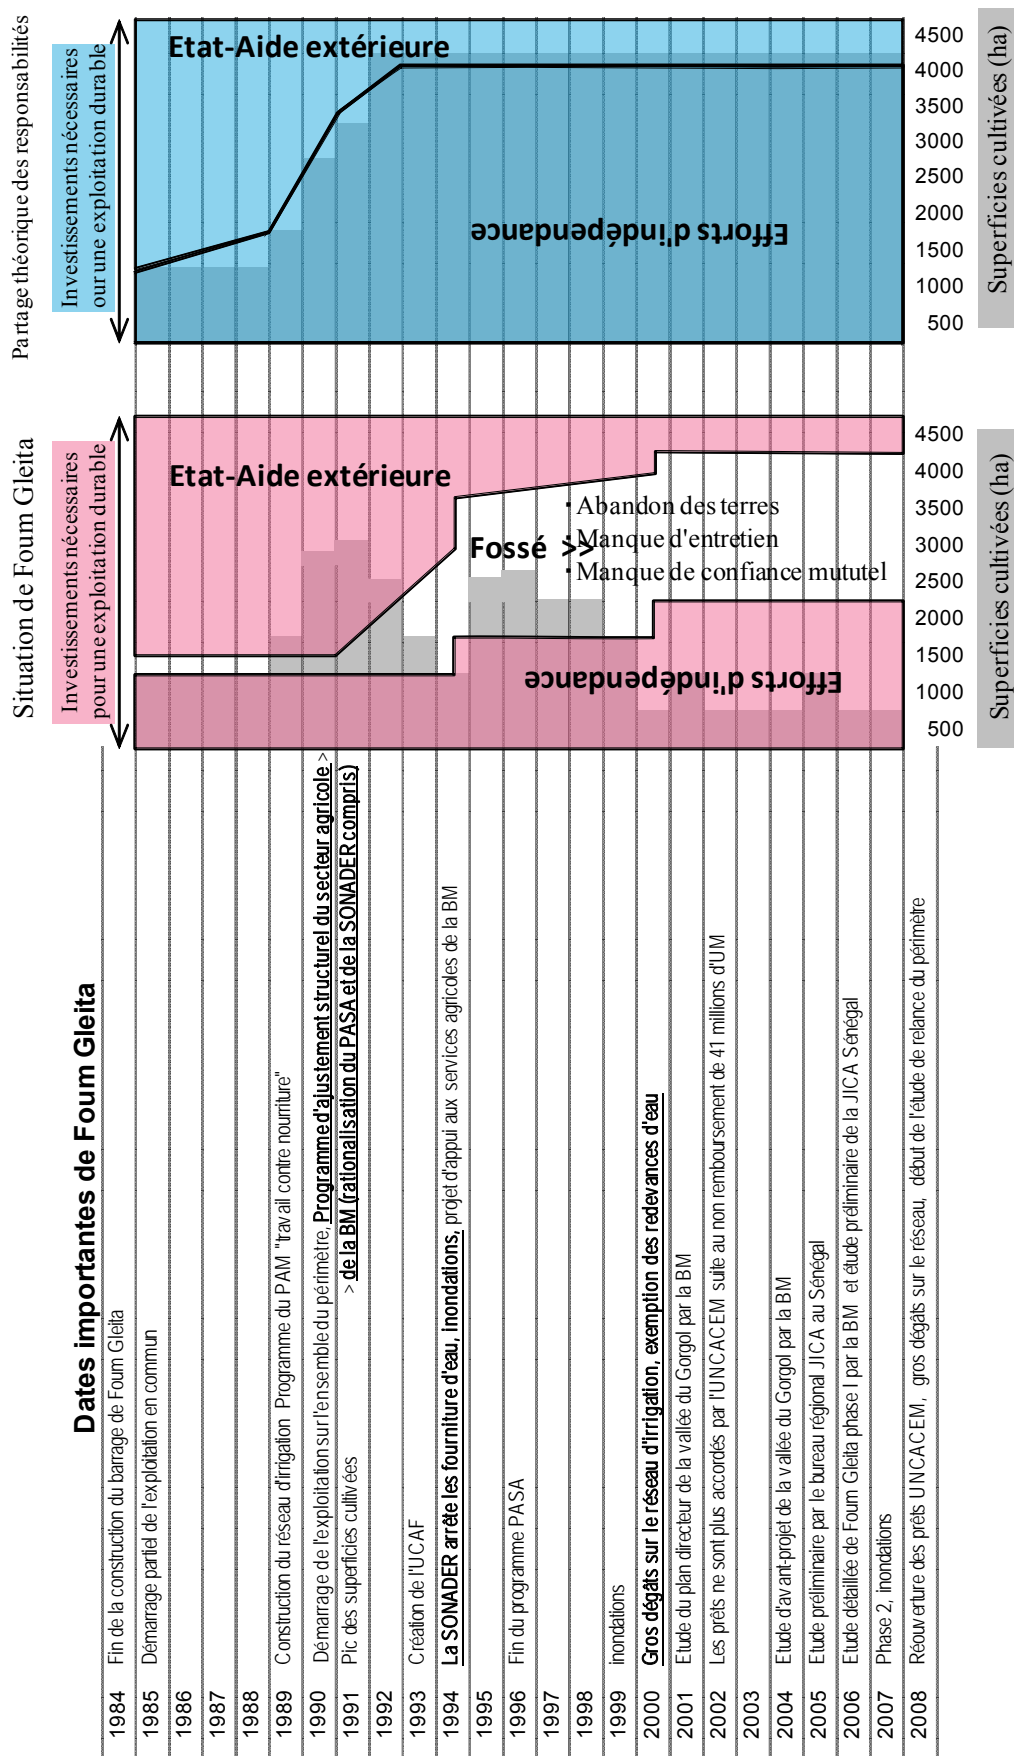 Dates importantes de Foum Gleita
1984 Fin de la construction du barrage de Foum Gleita
1985 Démarrage partiel de l'exploitation en commun
1986
1987
1988
1989 Construction du réseau d'irrigation Programme du PAM "travail contre nourriture"
1990 Démarrage de l'exploitation sur l'ensemble du périmètre, Programme d'ajustement structurel du secteur agricole >
1991 Pic des superficies cultivées > de la BM (rationalisation du PASA et de la SONADER compris)
1992
1993 Création de l'UCAF
1994 La SONADER arrête les fourniture d'eau, inondations, projet d'appui aux services agricoles de la BM
1995
1996 Fin du programme PASA
1997
1998
1999 inondations
2000 Gros dégâts sur le réseau d'irrigation, exemption des redevances d'eau
2001 Etude du plan directeur de la vallée du Gorgol par la BM
2002 Les prêts ne sont plus accordés par l'UNCACEM suite au non remboursement de 41 millions d'UM
2003
2004 Etude d'avant-projet de la vallée du Gorgol par la BM
2005 Etude préliminaire par le bureau régional JICA au Sénégal
2006 Etude détaillée de Foum Gleita phase I par la BM et étude préliminaire de la JICA Sénégal
2007 Phase 2, inondations
2008 Réouverture des prêts UNCACEM, gros dégâts sur le réseau, début de l'étude de relance du périmètre
Situation de Foum Gleita
Investissements nécessaires
pour une exploitation durable
Etat-Aide extérieure
Fossé >>
· Abandon des terres
· Manque d'entretien
· Manque de confiance mututel
Efforts d'indépendance
4500
4000
3500
3000
2500
2000
1500
1000
500
Superficies cultivées (ha)
Partage théorique des responsabilités
Investissements nécessaires
our une exploitation durable
Etat-Aide extérieure
Efforts d'indépendance
4500
4000
3500
3000
2500
2000
1500
1000
500
Superficies cultivées (ha)